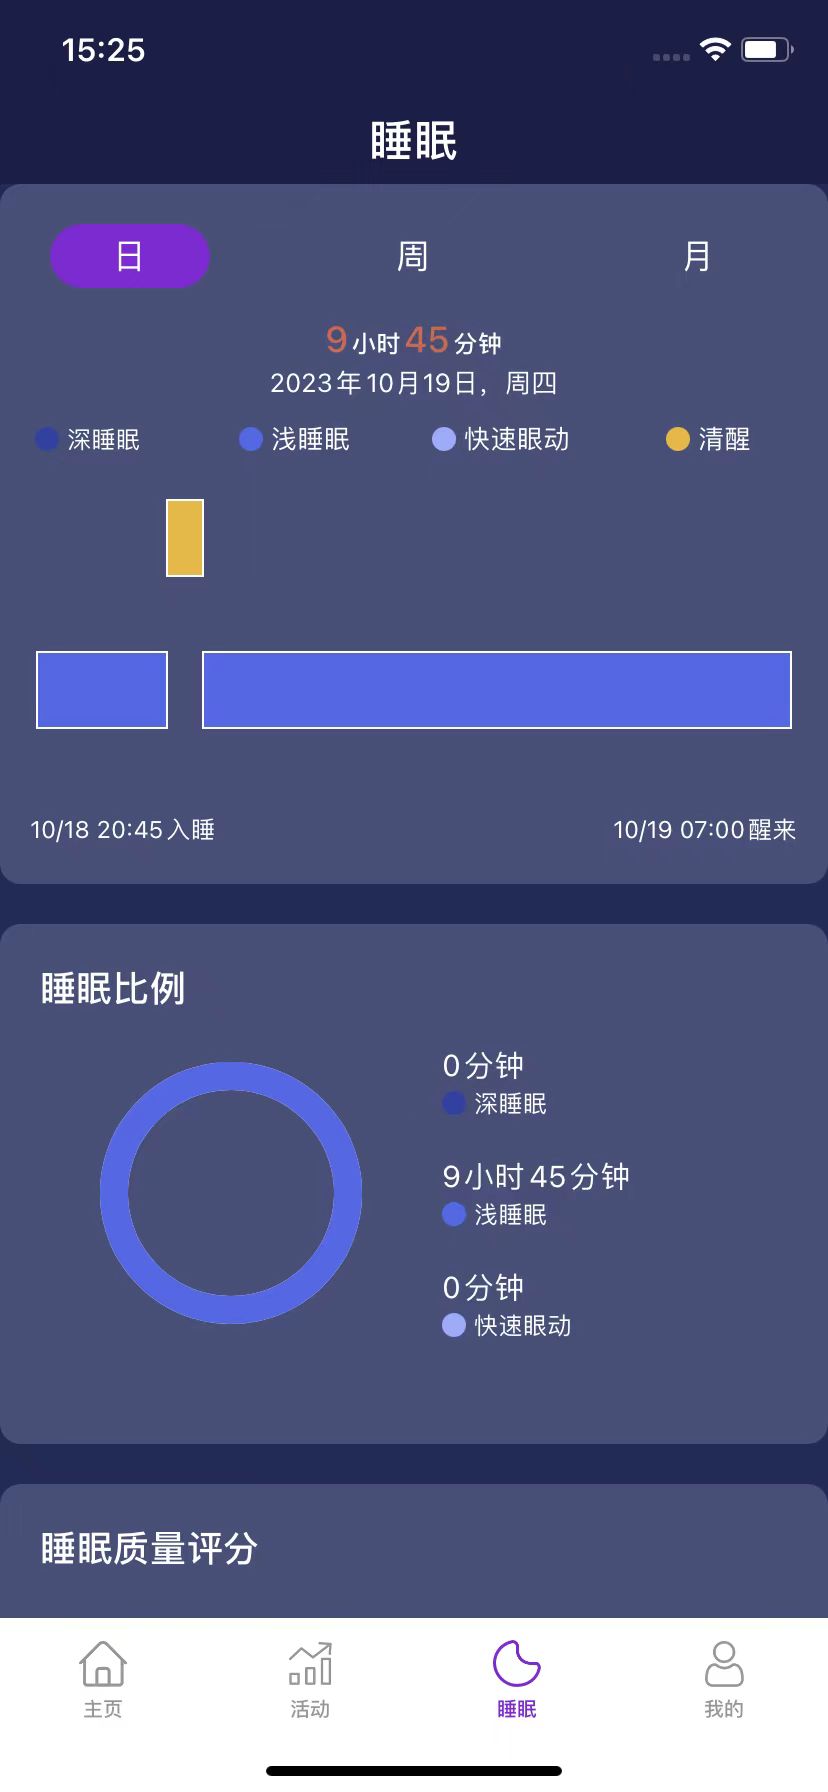 15:25
睡眠
日 周 月
9小时45分钟
2023年10月19日，周四
深睡眠 浅睡眠 快速眼动 清醒
10/18 20:45入睡 10/19 07:00醒来
睡眠比例
0分钟
深睡眠
9小时45分钟
浅睡眠
0分钟
快速眼动
睡眠质量评分
主页 活动 睡眠 我的